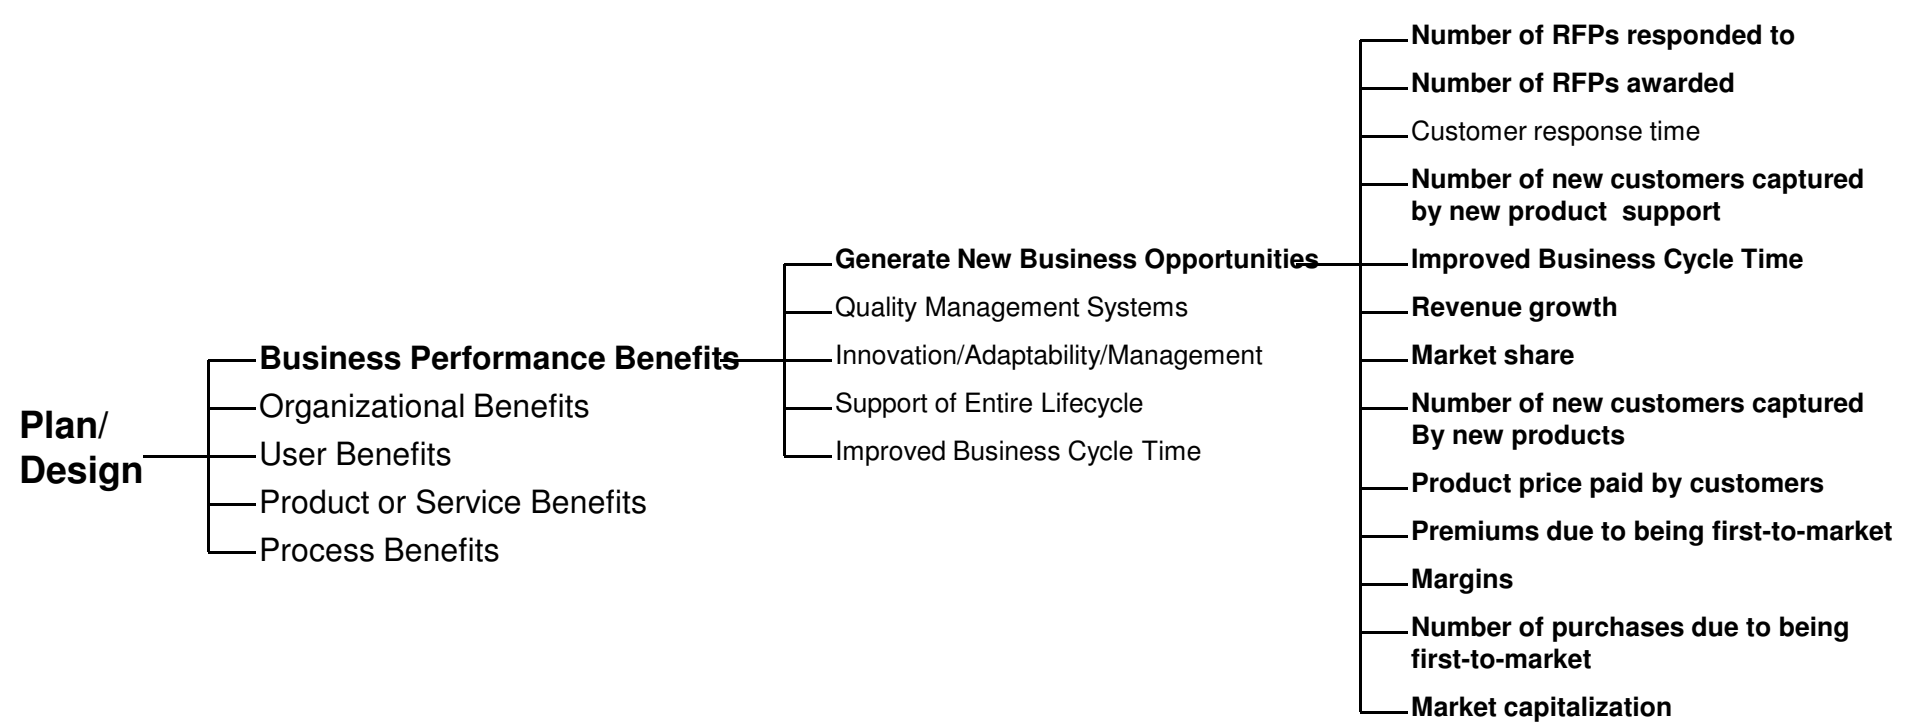 Plan/
Design
Business Performance Benefits
Organizational Benefits
User Benefits
Product or Service Benefits
Process Benefits
Generate New Business Opportunities
Quality Management Systems
Innovation/Adaptability/Management
Support of Entire Lifecycle
Improved Business Cycle Time
Number of RFPs responded to
Number of RFPs awarded
Customer response time
Number of new customers captured
by new product  support
Improved Business Cycle Time
Revenue growth
Market share
Number of new customers captured
By new products
Product price paid by customers
Premiums due to being first-to-market
Margins
Number of purchases due to being
first-to-market
Market capitalization